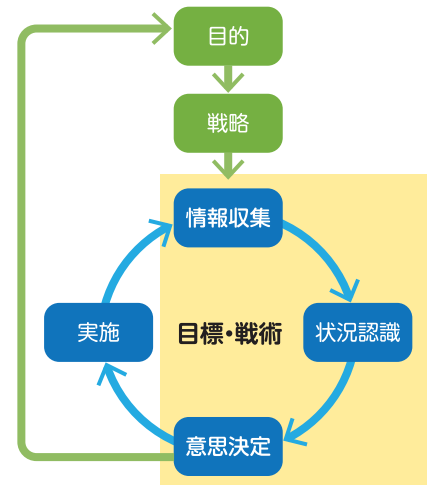 目的
戦略
情報収集
実施
目標・戦術
状況認識
意思決定